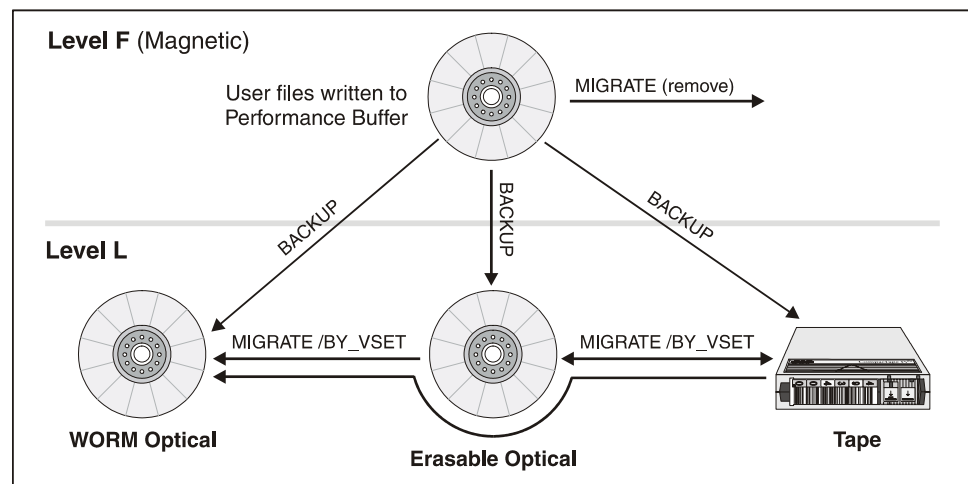 Level F (Magnetic)
User files written to
Performance Buffer
MIGRATE (remove)
BACKUP
BACKUP
BACKUP
Level L
MIGRATE /BY_VSET
MIGRATE /BY_VSET
WORM Optical
Erasable Optical
Tape